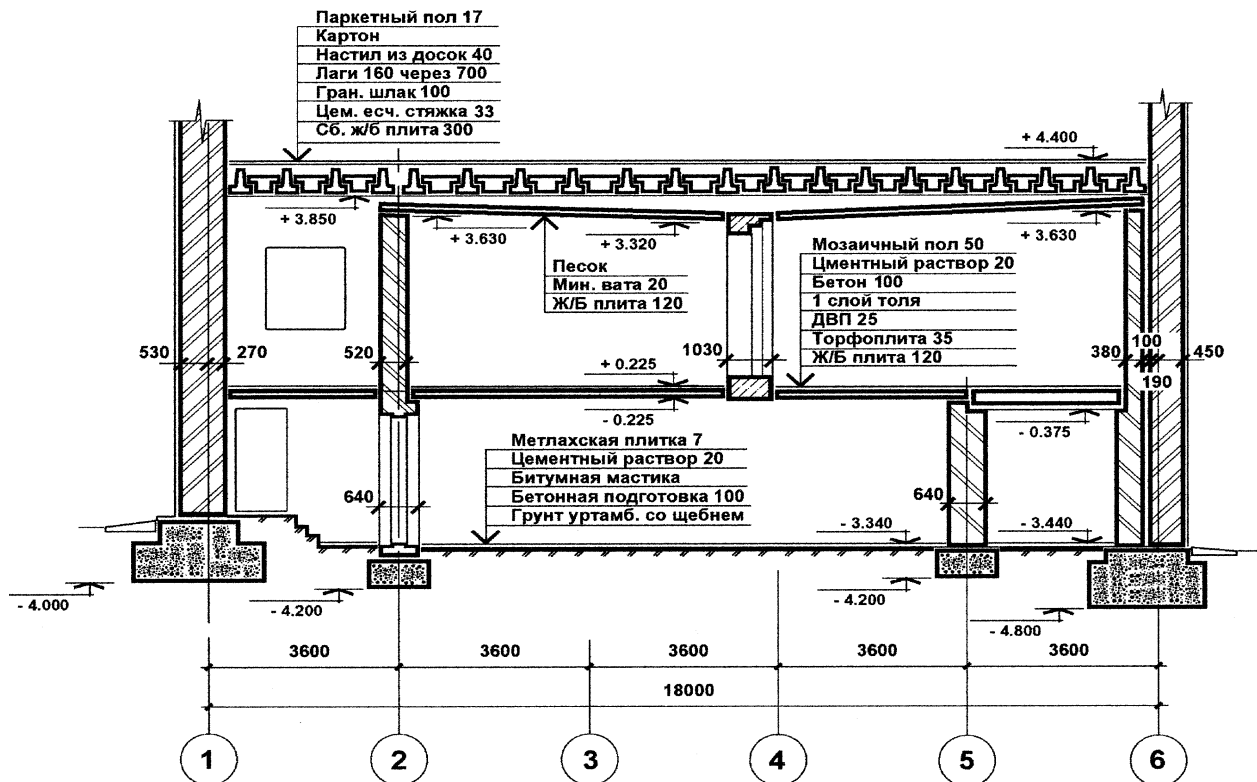 Паркетный пол 17
Картон
Настил из досок 40
Лаги 160 через 700
Гран. шлак 100
Цем. есч. стяжка 33
Сб. ж/б плита 300
+ 4.400
+ 3.850
+ 3.630
+ 3.320
+ 3.630
Песок
Мин. вата 20
Ж/Б плита 120
Мозаичный пол 50
Цментный раствор 20
Бетон 100
1 слой толя
ДВП 25
Торфоплита 35
Ж/Б плита 120
530
270
520
1030
380
100
190
450
+ 0.225
- 0.225
- 0.375
Метлахская плитка 7
Цементный раствор 20
Битумная мастика
Бетонная подготовка 100
Грунт уртамб. со щебнем
640
640
- 3.340
- 3.440
- 4.000
- 4.200
- 4.200
- 4.800
3600
3600
3600
3600
3600
18000
1
2
3
4
5
6